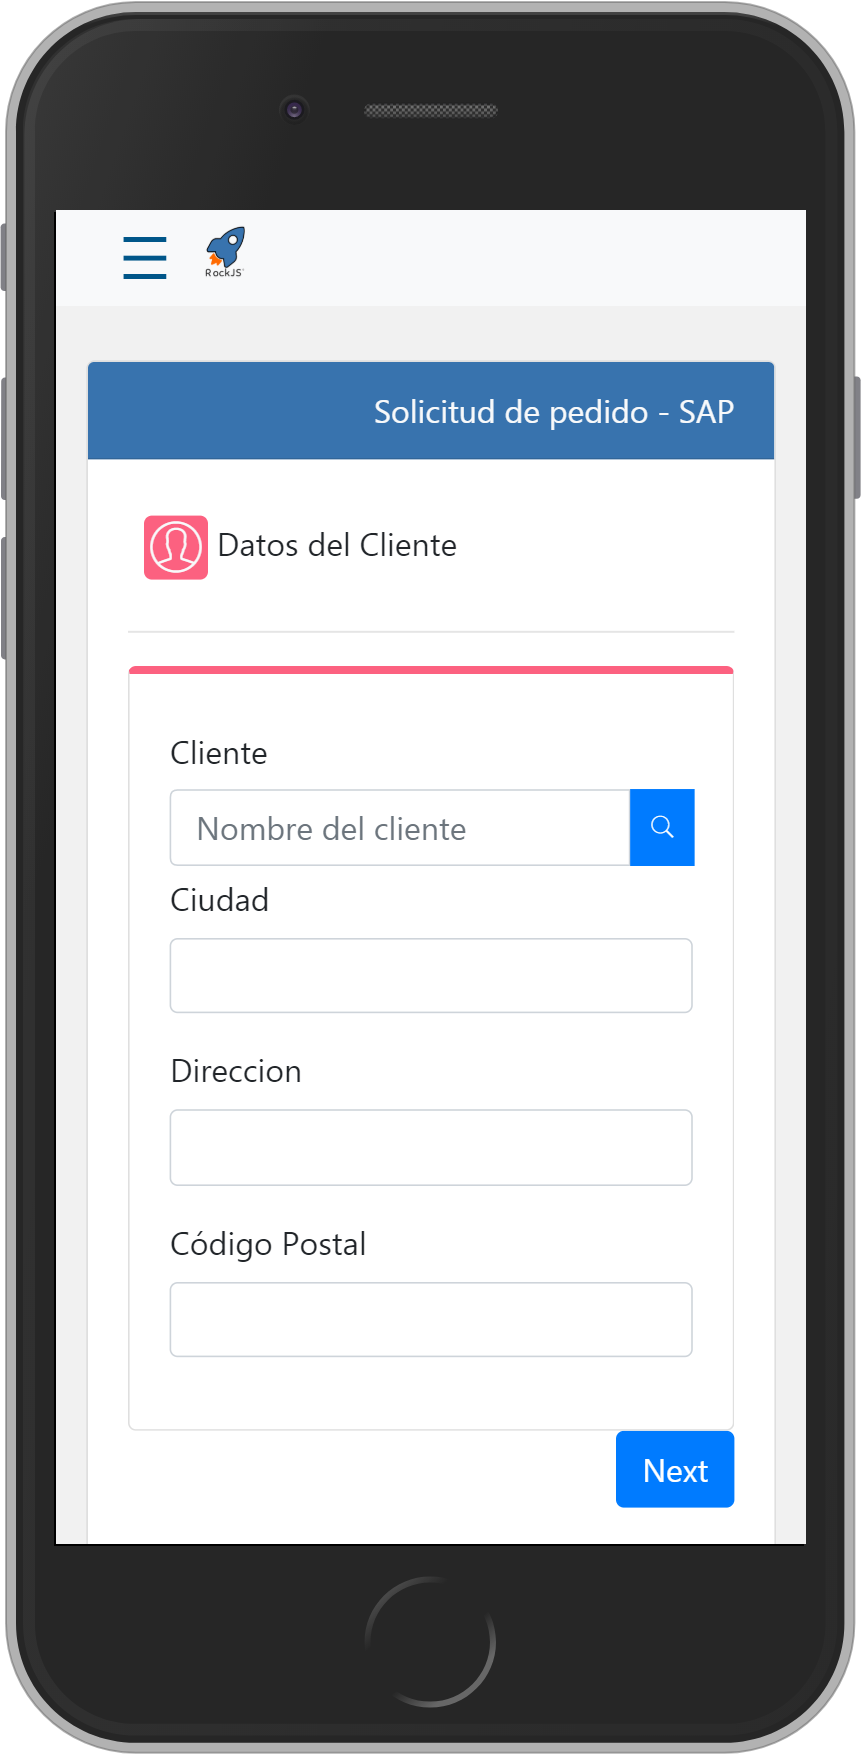 RockJS
Solicitud de pedido - SAP
Datos del Cliente
Cliente
Nombre del cliente
Ciudad
Direccion
Código Postal
Next